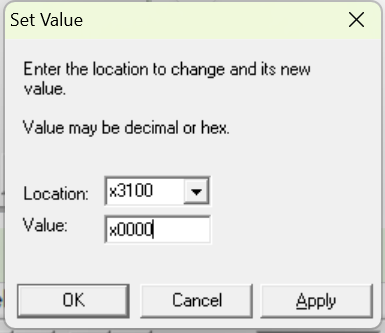 Set Value
Enter the location to change and its new
value.
Value may be decimal or hex.
Location: x3100
Value: x0000
OK Cancel Apply